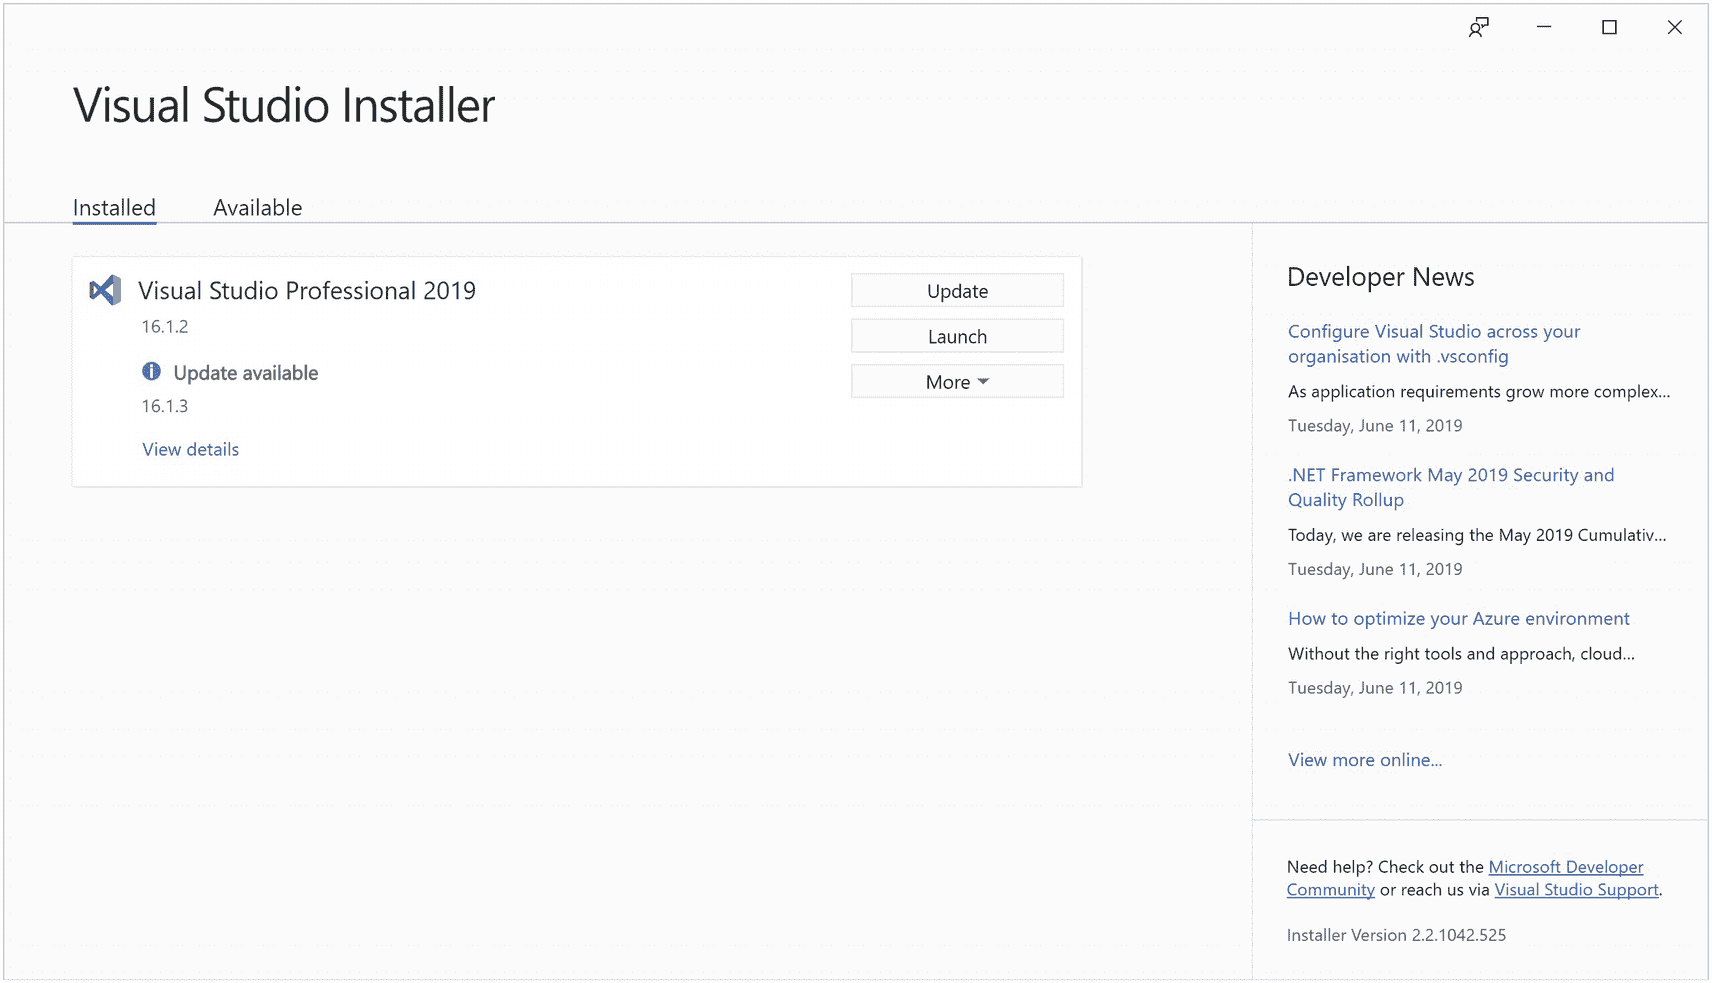 Visual Studio Installer
Installed
Available
Visual Studio Professional 2019
16.1.2
Update available
16.1.3
View details
Update
Launch
More
Developer News
Configure Visual Studio across your
organisation with .vsconfig
As application requirements grow more complex...
Tuesday, June 11, 2019
.NET Framework May 2019 Security and
Quality Rollup
Today, we are releasing the May 2019 Cumulativ...
Tuesday, June 11, 2019
How to optimize your Azure environment
Without the right tools and approach, cloud...
Tuesday, June 11, 2019
View more online...
Need help? Check out the Microsoft Developer
Community or reach us via Visual Studio Support.
Installer Version 2.2.1042.525